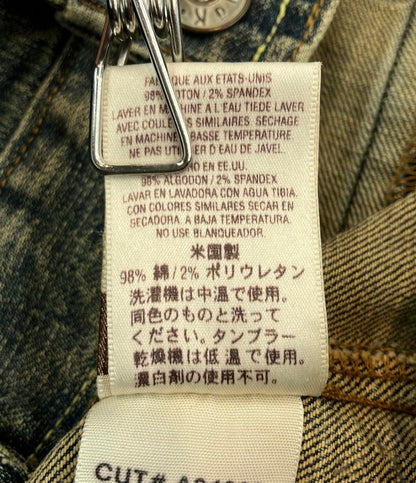 FABRIQUE AUX ETATS-UNIS
98% COTON / 2% SPANDEX
LAVER EN MACHINE A L'EAU TIEDE LAVER
AVEC COULEURS SIMILAIRES. SECHAGE
EN MACHINE BASSE TEMPERATURE.
NE PAS UTILISER D'EAU DE JAVEL.
EN EE.UU.
98% ALGODON / 2% SPANDEX
LAVAR EN LAVADORA CON AGUA TIBIA.
CON COLORES SIMILARES SECAR EN
SECADORA. A BAJA TEMPERATURA.
NO USE BLANQUEADOR.
米国製
98% 綿 / 2% ポリウレタン
洗濯機は中温で使用。
同色のものと洗って
ください。タンブラー
乾燥機は低温で使用。
漂白剤の使用不可。
CUT#